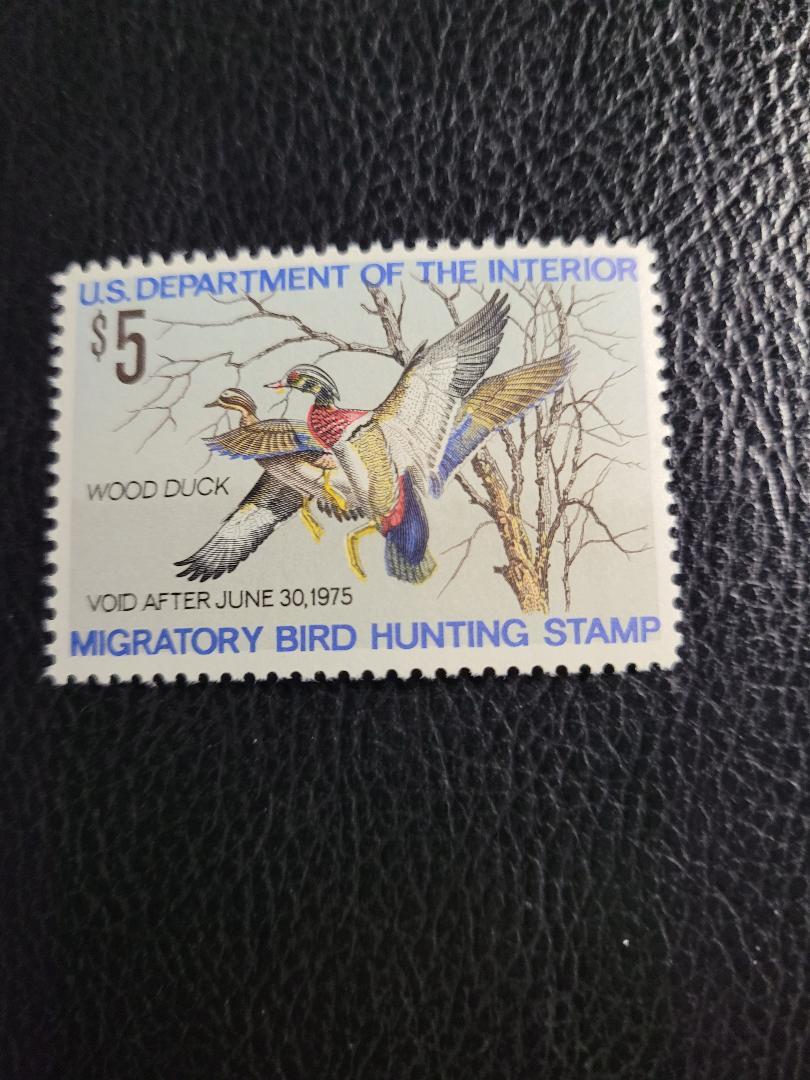 U.S. DEPARTMENT OF THE INTERIOR
$5
WOOD DUCK
VOID AFTER JUNE 30, 1975
MIGRATORY BIRD HUNTING STAMP